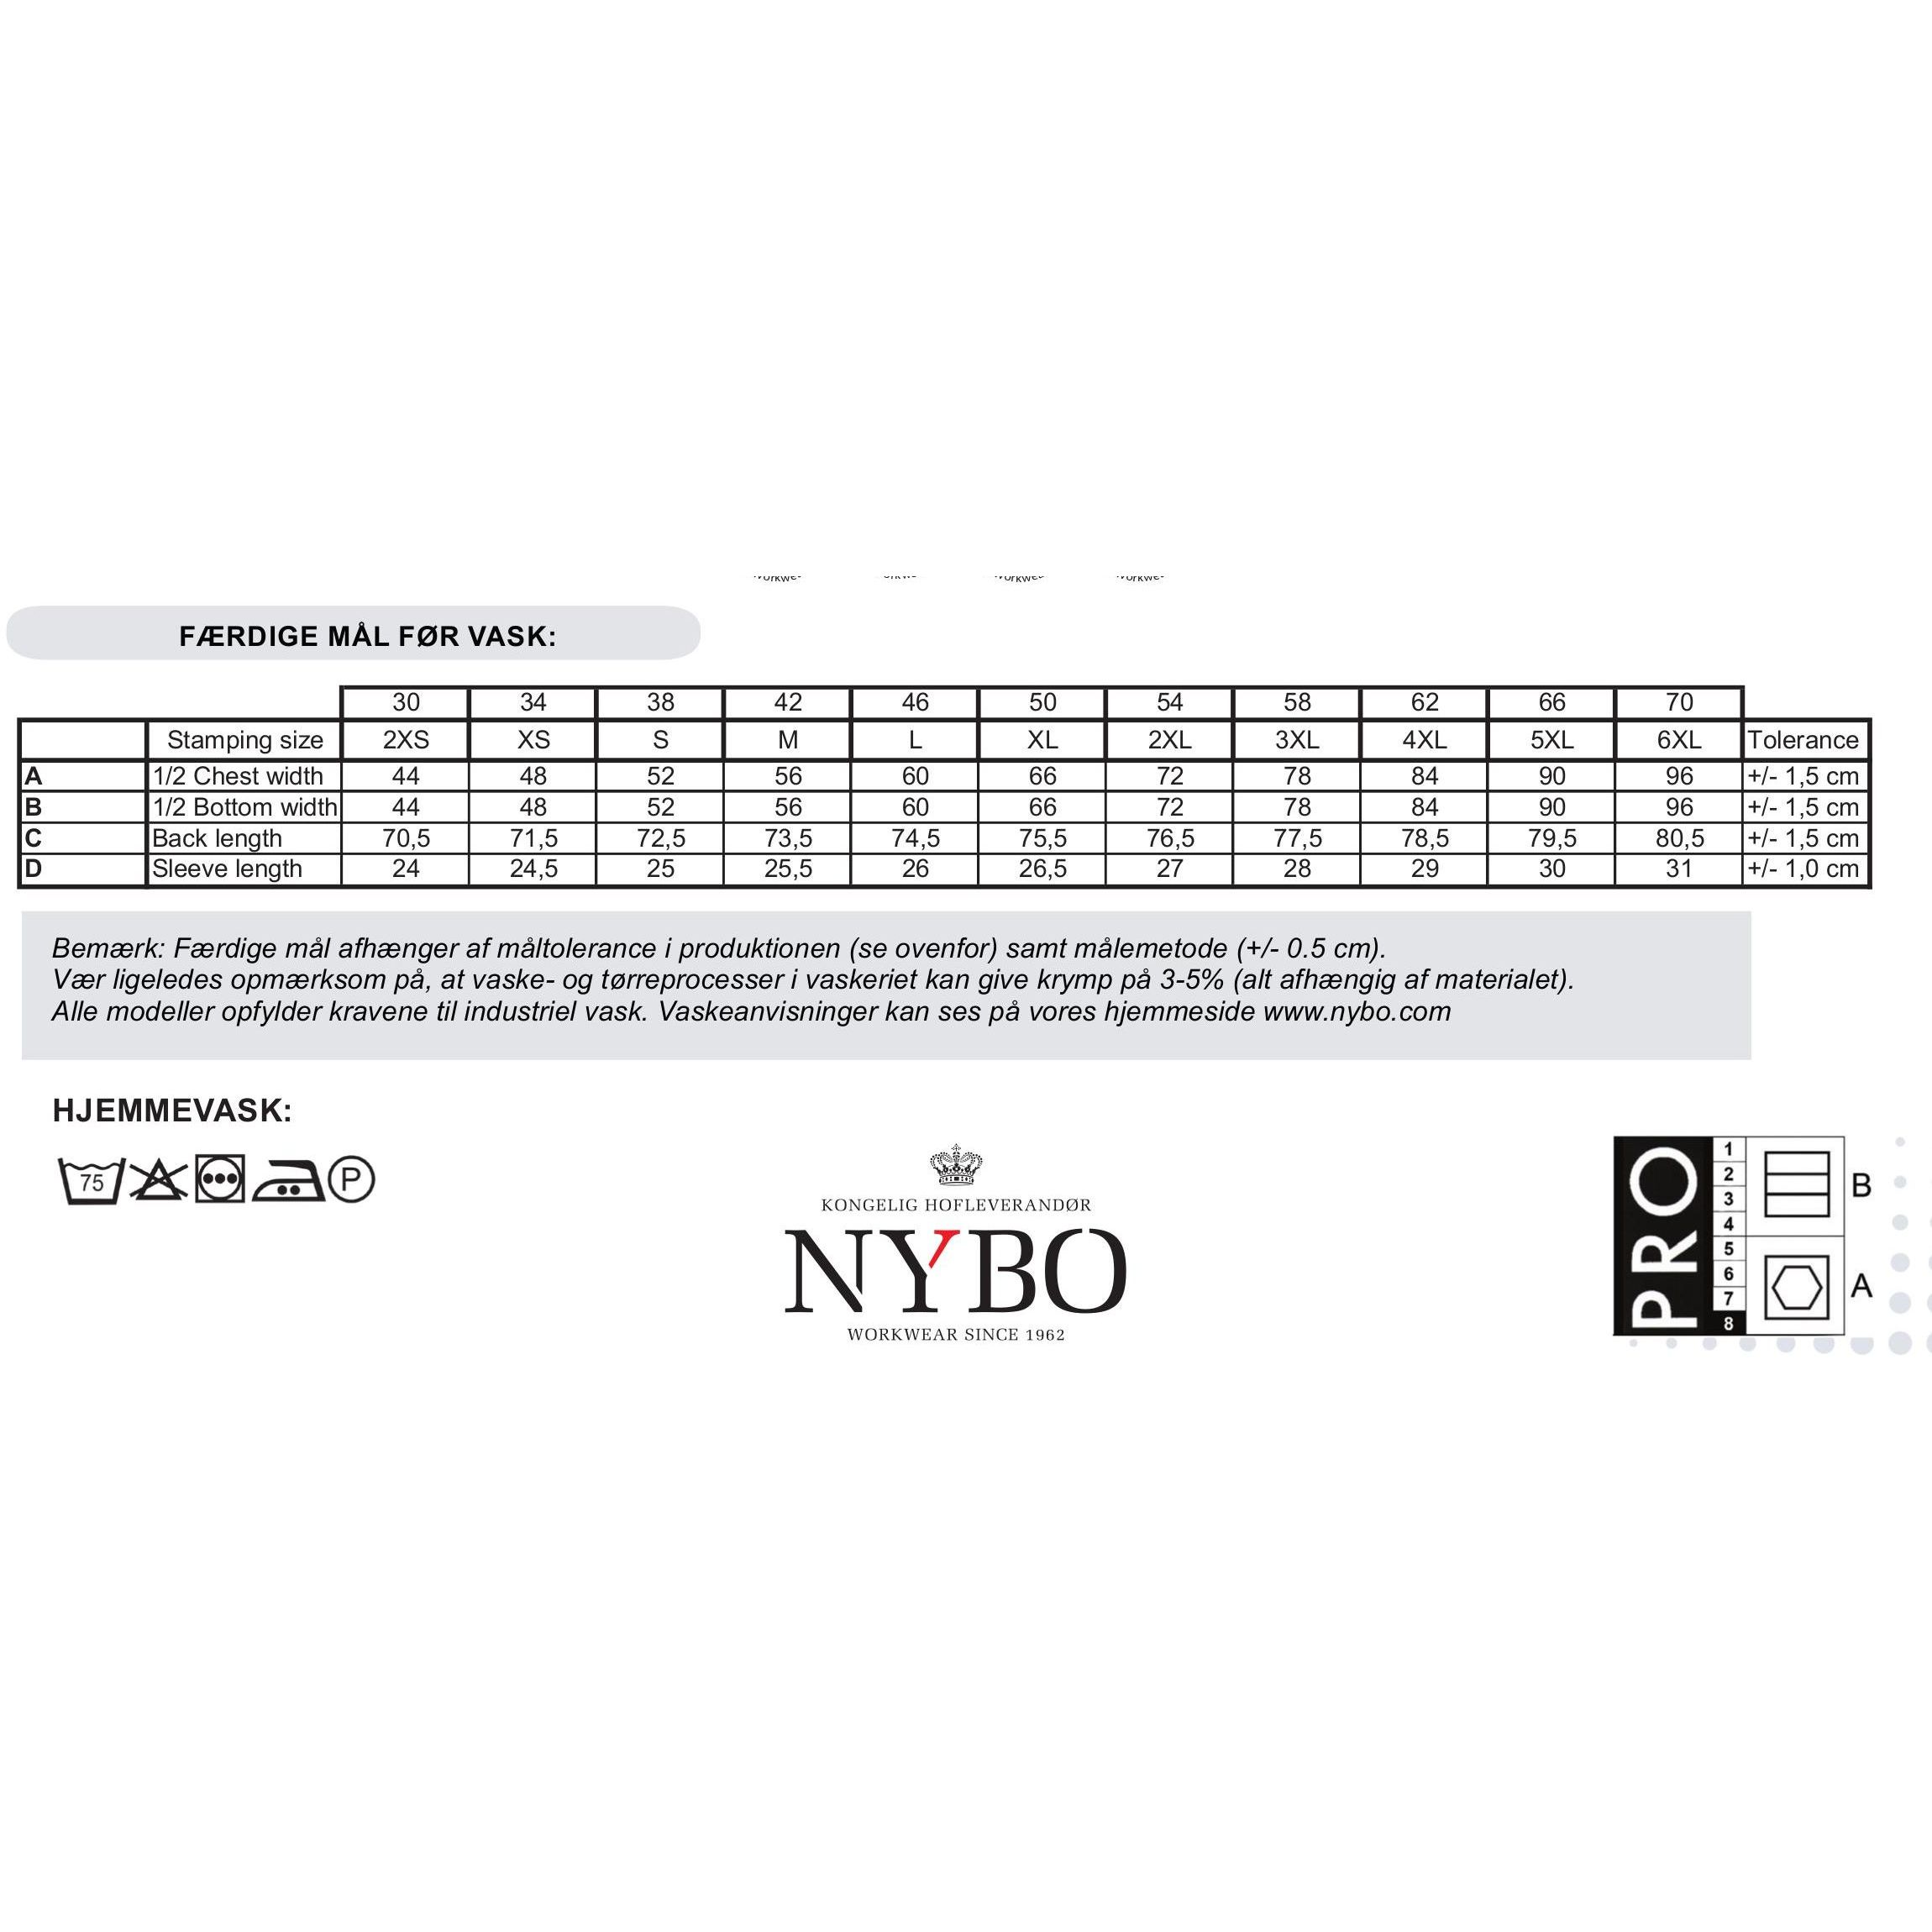 FÆRDIGE MÅL FØR VASK:
30 34 38 42 46 50 54 58 62 66 70
Stamping size 2XS XS S M L XL 2XL 3XL 4XL 5XL 6XL Tolerance
A 1/2 Chest width 44 48 52 56 60 66 72 78 84 90 96 +/- 1,5 cm
B 1/2 Bottom width 44 48 52 56 60 66 72 78 84 90 96 +/- 1,5 cm
C Back length 70,5 71,5 72,5 73,5 74,5 75,5 76,5 77,5 78,5 79,5 80,5 +/- 1,5 cm
D Sleeve length 24 24,5 25 25,5 26 26,5 27 28 29 30 31 +/- 1,0 cm
Bemærk: Færdige mål afhænger af måltolerance i produktionen (se ovenfor) samt målemetode (+/- 0.5 cm).
Vær ligeledes opmærksom på, at vaske- og tørreprocesser i vaskeriet kan give krymp på 3-5% (alt afhængig af materialet).
Alle modeller opfylder kravene til industriel vask. Vaskeanvisninger kan ses på vores hjemmeside www.nybo.com
HJEMMEVASK:
75 P
KONGELIG HOFLEVERANDØR
NYBO
WORKWEAR SINCE 1962
PRO
1
2
3
4
5
6
7
8
B
A